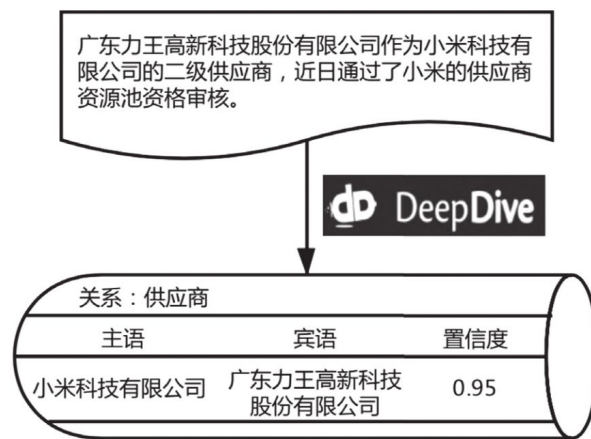 广东力王高新科技股份有限公司作为小米科技有
限公司的二级供应商，近日通过了小米的供应商
资源池资格审核。
dD DeepDive
关系：供应商
主语 宾语 置信度
小米科技有限公司 广东力王高新科技 0.95
股份有限公司